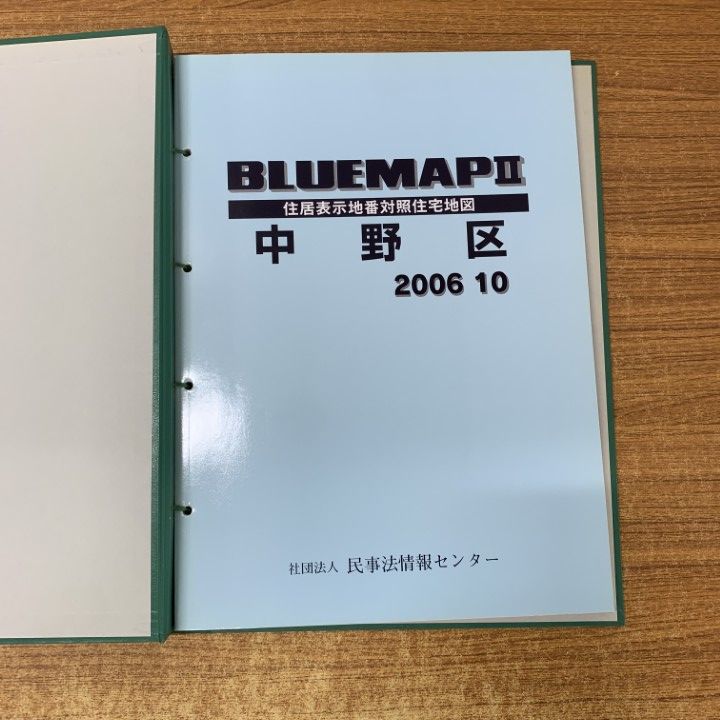 BLUEMAPⅡ
住居表示地番対照住宅地図
中野区
2006 10
社団法人 民事法情報センター